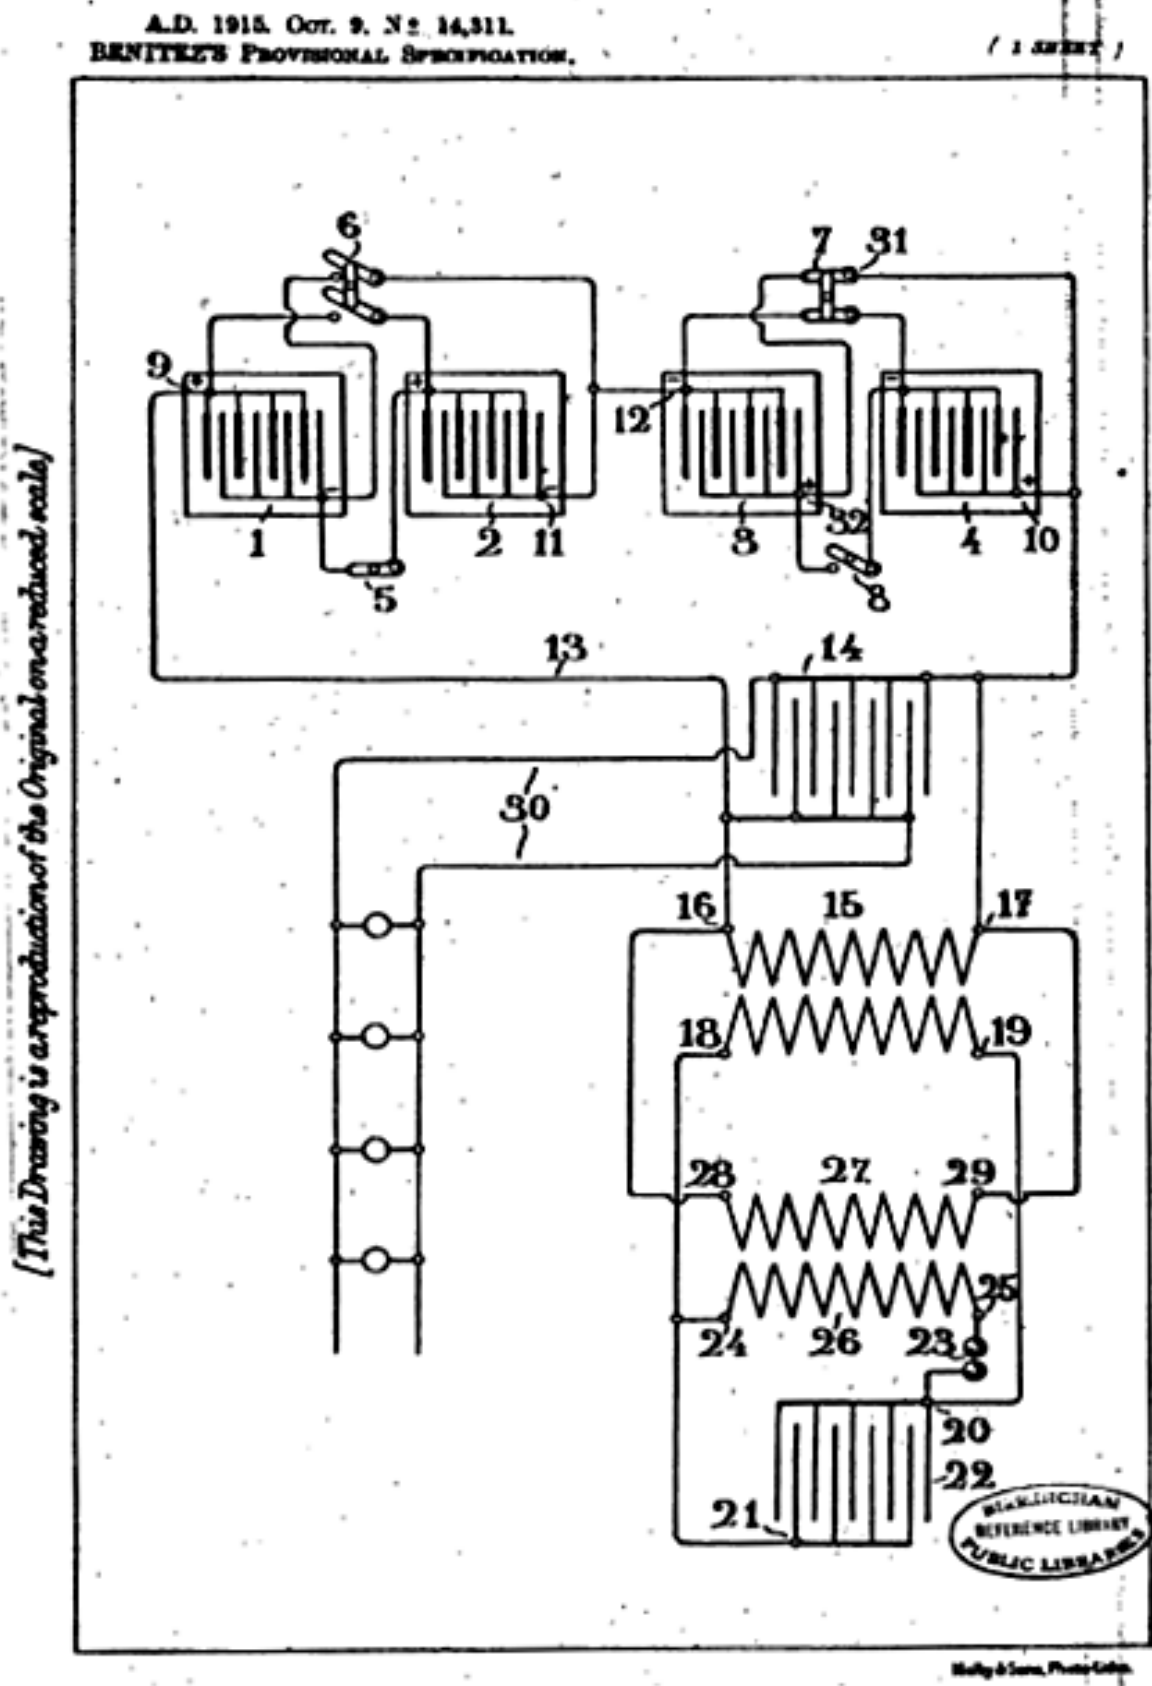 A.D. 1915. Oct. 9. No 14,311.
BENITEZ'S PROVISIONAL SPECIFICATION.
( 1 SHEET )
[This Drawing is a reproduction of the Original on a reduced scale]
6
7 31
9 + + - -
12
- - + 32 +
1 2 11 3 4 10
5 8
13 14
30
16 15 17
18 19
28 27 29
25
24 26 23
20
22
21
BIRMINGHAM
REFERENCE LIBRARY
PUBLIC LIBRARIES